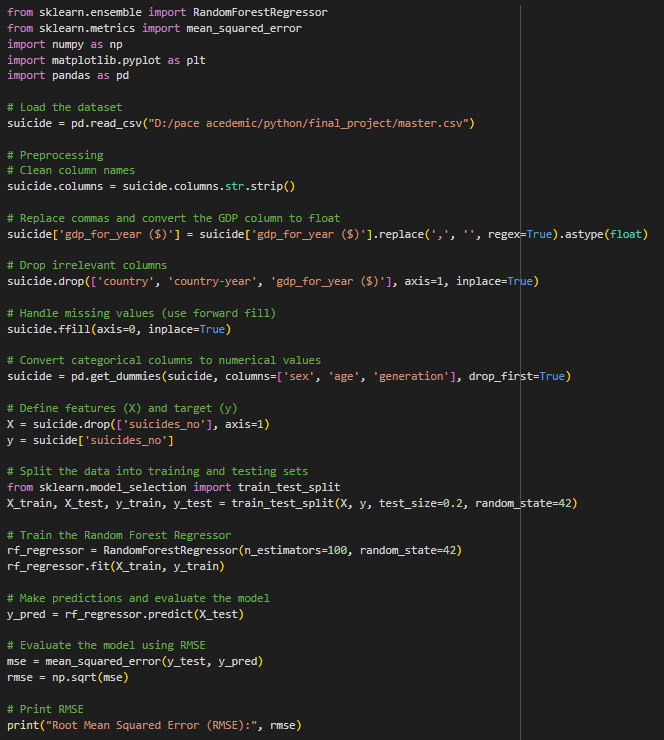 from sklearn.ensemble import RandomForestRegressor
from sklearn.metrics import mean_squared_error
import numpy as np
import matplotlib.pyplot as plt
import pandas as pd
# Load the dataset
suicide = pd.read_csv("D:/pace acedemic/python/final_project/master.csv")
# Preprocessing
# Clean column names
suicide.columns = suicide.columns.str.strip()
# Replace commas and convert the GDP column to float
suicide['gdp_for_year ($)'] = suicide['gdp_for_year ($)'].replace(',', '', regex=True).astype(float)
# Drop irrelevant columns
suicide.drop(['country', 'country-year', 'gdp_for_year ($)'], axis=1, inplace=True)
# Handle missing values (use forward fill)
suicide.ffill(axis=0, inplace=True)
# Convert categorical columns to numerical values
suicide = pd.get_dummies(suicide, columns=['sex', 'age', 'generation'], drop_first=True)
# Define features (X) and target (y)
X = suicide.drop(['suicides_no'], axis=1)
y = suicide['suicides_no']
# Split the data into training and testing sets
from sklearn.model_selection import train_test_split
X_train, X_test, y_train, y_test = train_test_split(X, y, test_size=0.2, random_state=42)
# Train the Random Forest Regressor
rf_regressor = RandomForestRegressor(n_estimators=100, random_state=42)
rf_regressor.fit(X_train, y_train)
# Make predictions and evaluate the model
y_pred = rf_regressor.predict(X_test)
# Evaluate the model using RMSE
mse = mean_squared_error(y_test, y_pred)
rmse = np.sqrt(mse)
# Print RMSE
print("Root Mean Squared Error (RMSE):", rmse)